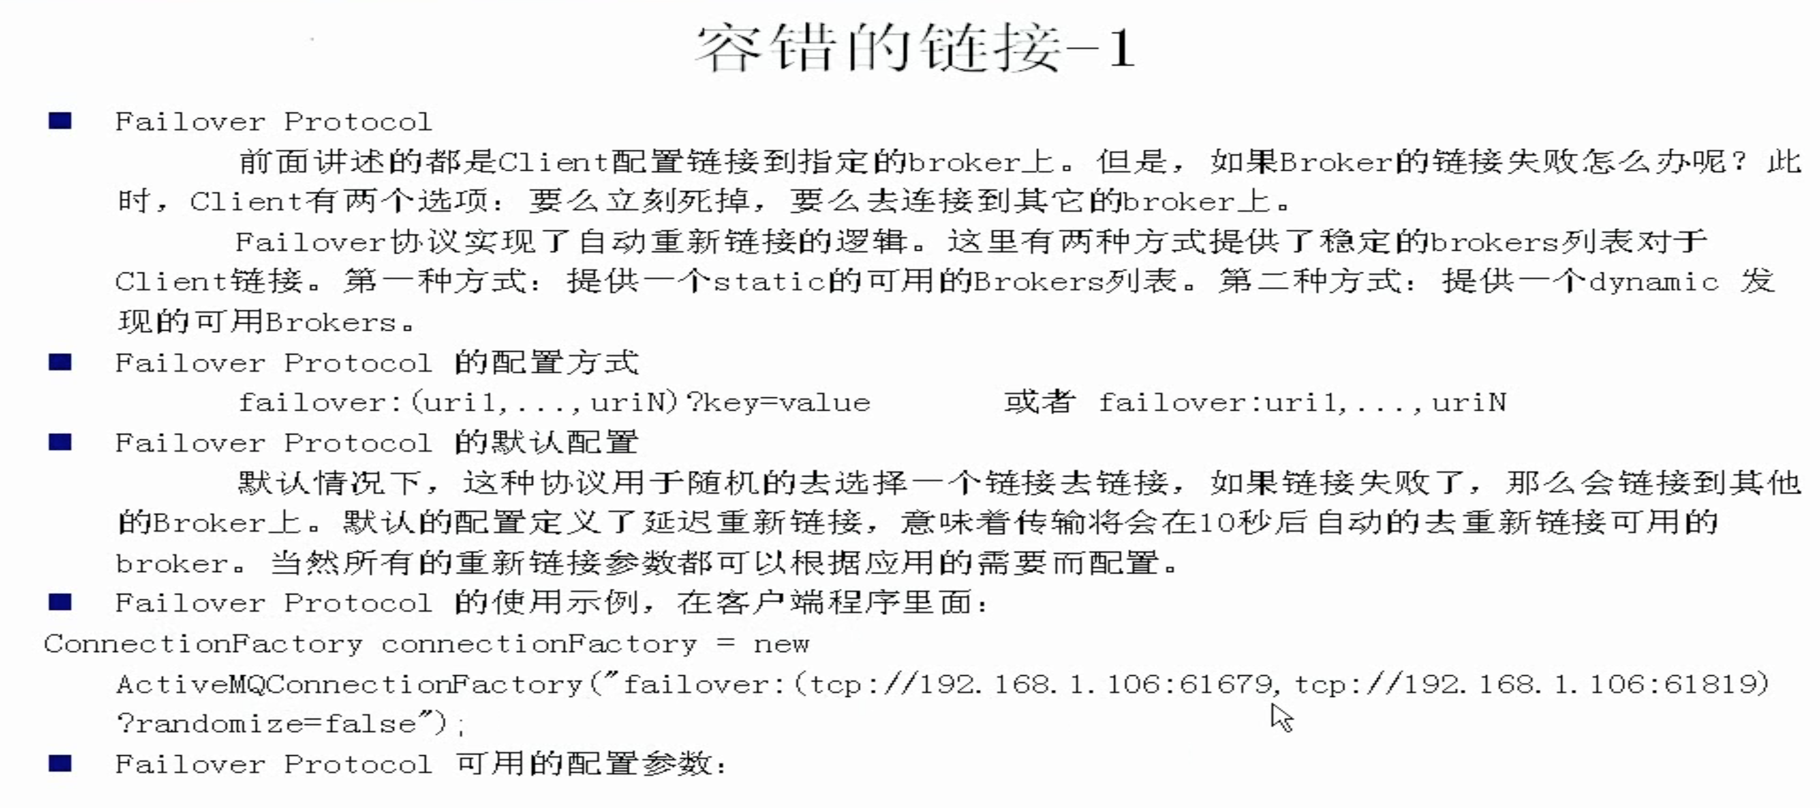 容错的链接-1
Failover Protocol
前面讲述的都是Client配置链接到指定的broker上。但是，如果Broker的链接失败怎么办呢？此
时，Client有两个选项：要么立刻死掉，要么去连接到其它的broker上。
Failover协议实现了自动重新链接的逻辑。这里有两种方式提供了稳定的brokers列表对于
Client链接。第一种方式：提供一个static的可用的Brokers列表。第二种方式：提供一个dynamic 发
现的可用Brokers。
Failover Protocol 的配置方式
failover:(uri1,...,uriN)?key=value 或者 failover:uri1,...,uriN
Failover Protocol 的默认配置
默认情况下，这种协议用于随机的去选择一个链接去链接，如果链接失败了，那么会链接到其他
的Broker上。默认的配置定义了延迟重新链接，意味着传输将会在10秒后自动的去重新链接可用的
broker。当然所有的重新链接参数都可以根据应用的需要而配置。
Failover Protocol 的使用示例，在客户端程序里面：
ConnectionFactory connectionFactory = new
ActiveMQConnectionFactory("failover:(tcp://192.168.1.106:61679,tcp://192.168.1.106:61819)
?randomize=false");
Failover Protocol 可用的配置参数：